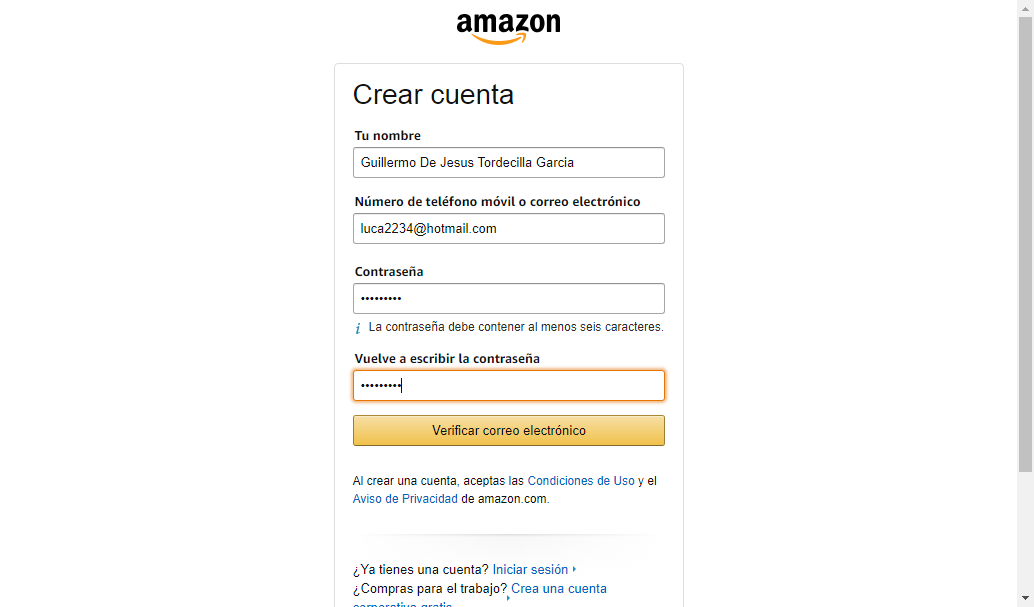 amazon
Crear cuenta
Tu nombre
Guillermo De Jesus Tordecilla Garcia
Número de teléfono móvil o correo electrónico
luca2234@hotmail.com
Contraseña
•••••••••
i La contraseña debe contener al menos seis caracteres.
Vuelve a escribir la contraseña
•••••••••
Verificar correo electrónico
Al crear una cuenta, aceptas las Condiciones de Uso y el
Aviso de Privacidad de amazon.com.
¿Ya tienes una cuenta? Iniciar sesión
¿Compras para el trabajo? Crea una cuenta
corporativa gratis